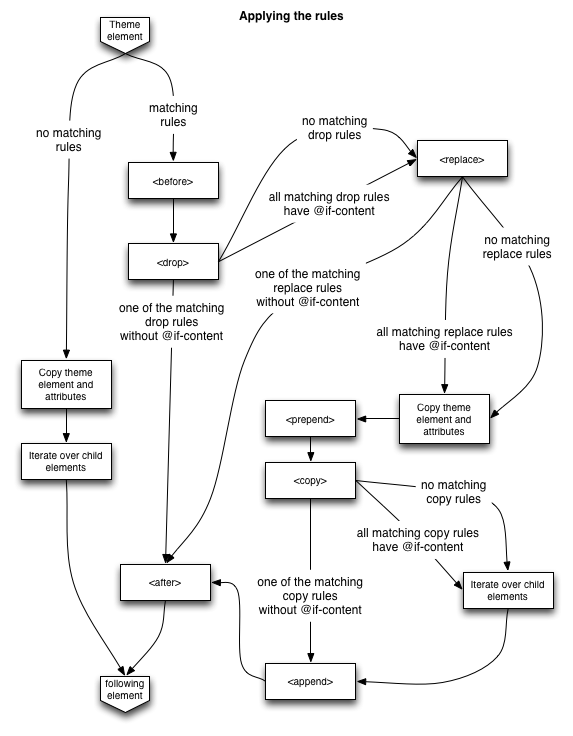 Applying the rules
Theme
element
no matching
rules
matching
rules
no matching
drop rules
<replace>
<before>
all matching drop rules
have @if-content
no matching
replace rules
<drop>
one of the matching
replace rules
without @if-content
one of the matching
drop rules
without @if-content
all matching replace rules
have @if-content
Copy theme
element and
attributes
<prepend>
Copy theme
element and
attributes
Iterate over child
elements
<copy>
no matching
copy rules
all matching copy rules
have @if-content
<after>
one of the matching
copy rules
without @if-content
Iterate over child
elements
following
element
<append>